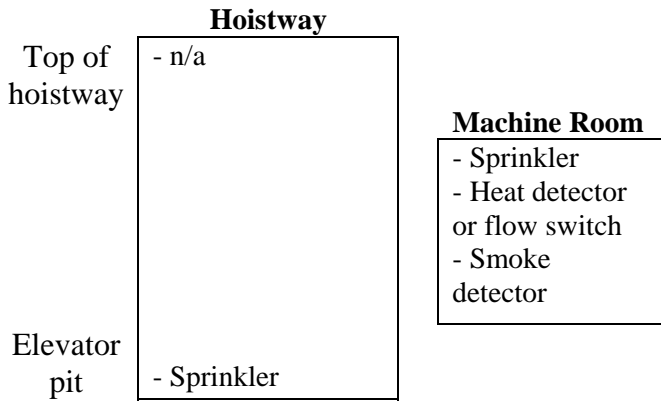 Hoistway
Top of
hoistway
- n/a
Machine Room
- Sprinkler
- Heat detector
or flow switch
- Smoke
detector
Elevator
pit
- Sprinkler